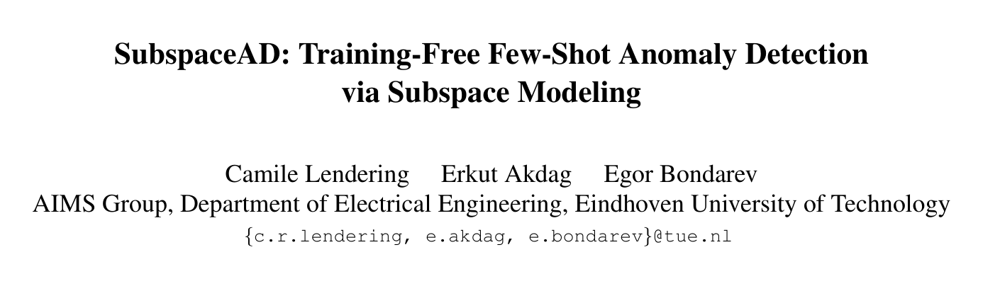 SubspaceAD: Training-Free Few-Shot Anomaly Detection
via Subspace Modeling
Camile Lendering Erkut Akdag Egor Bondarev
AIMS Group, Department of Electrical Engineering, Eindhoven University of Technology
{c.r.lendering, e.akdag, e.bondarev}@tue.nl